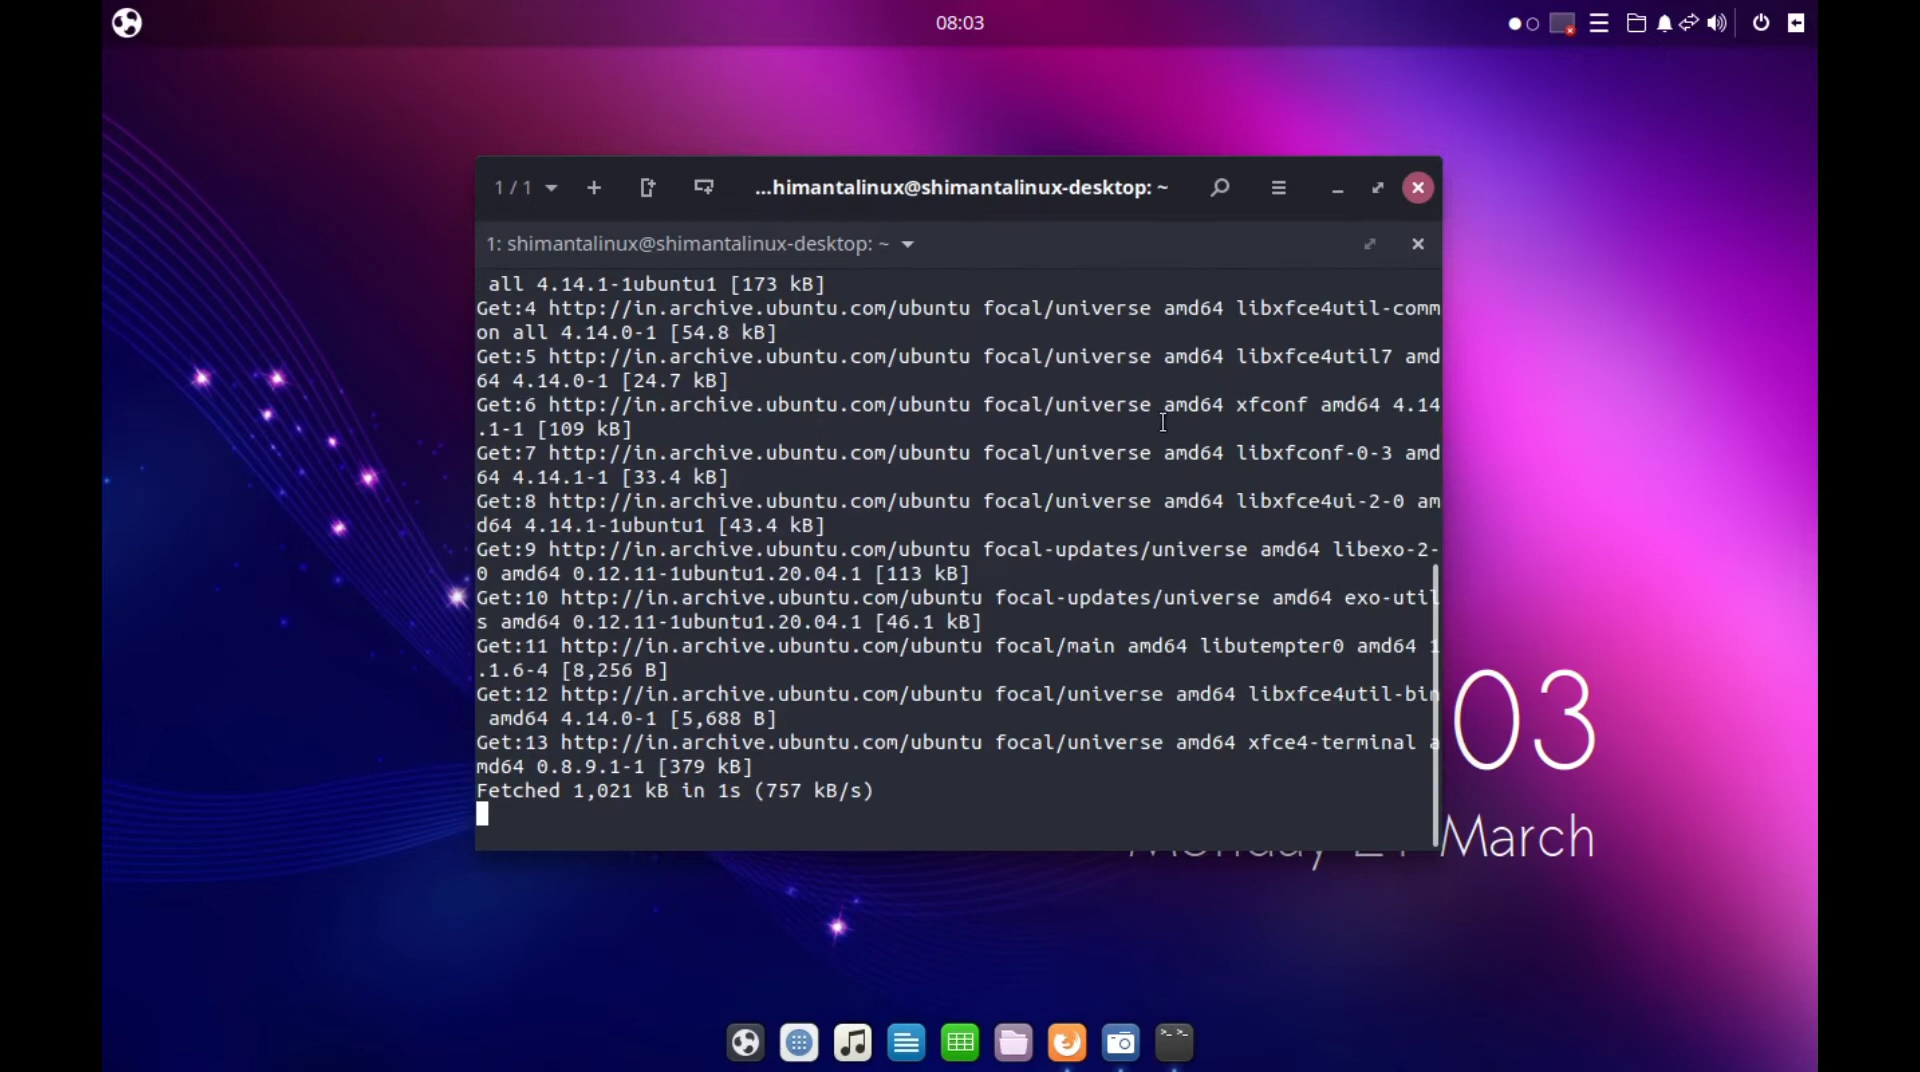 08:03
1 / 1
...himantalinux@shimantalinux-desktop: ~
1: shimantalinux@shimantalinux-desktop: ~
all 4.14.1-1ubuntu1 [173 kB]
Get:4 http://in.archive.ubuntu.com/ubuntu focal/universe amd64 libxfce4util-comm
on all 4.14.0-1 [54.8 kB]
Get:5 http://in.archive.ubuntu.com/ubuntu focal/universe amd64 libxfce4util7 amd
64 4.14.0-1 [24.7 kB]
Get:6 http://in.archive.ubuntu.com/ubuntu focal/universe amd64 xfconf amd64 4.14
.1-1 [109 kB]
Get:7 http://in.archive.ubuntu.com/ubuntu focal/universe amd64 libxfconf-0-3 amd
64 4.14.1-1 [33.4 kB]
Get:8 http://in.archive.ubuntu.com/ubuntu focal/universe amd64 libxfce4ui-2-0 am
d64 4.14.1-1ubuntu1 [43.4 kB]
Get:9 http://in.archive.ubuntu.com/ubuntu focal-updates/universe amd64 libexo-2-
0 amd64 0.12.11-1ubuntu1.20.04.1 [113 kB]
Get:10 http://in.archive.ubuntu.com/ubuntu focal-updates/universe amd64 exo-util
s amd64 0.12.11-1ubuntu1.20.04.1 [46.1 kB]
Get:11 http://in.archive.ubuntu.com/ubuntu focal/main amd64 libutempter0 amd64 1
.1.6-4 [8,256 B]
Get:12 http://in.archive.ubuntu.com/ubuntu focal/universe amd64 libxfce4util-bin
amd64 4.14.0-1 [5,688 B]
Get:13 http://in.archive.ubuntu.com/ubuntu focal/universe amd64 xfce4-terminal a
md64 0.8.9.1-1 [379 kB]
Fetched 1,021 kB in 1s (757 kB/s)
03
March